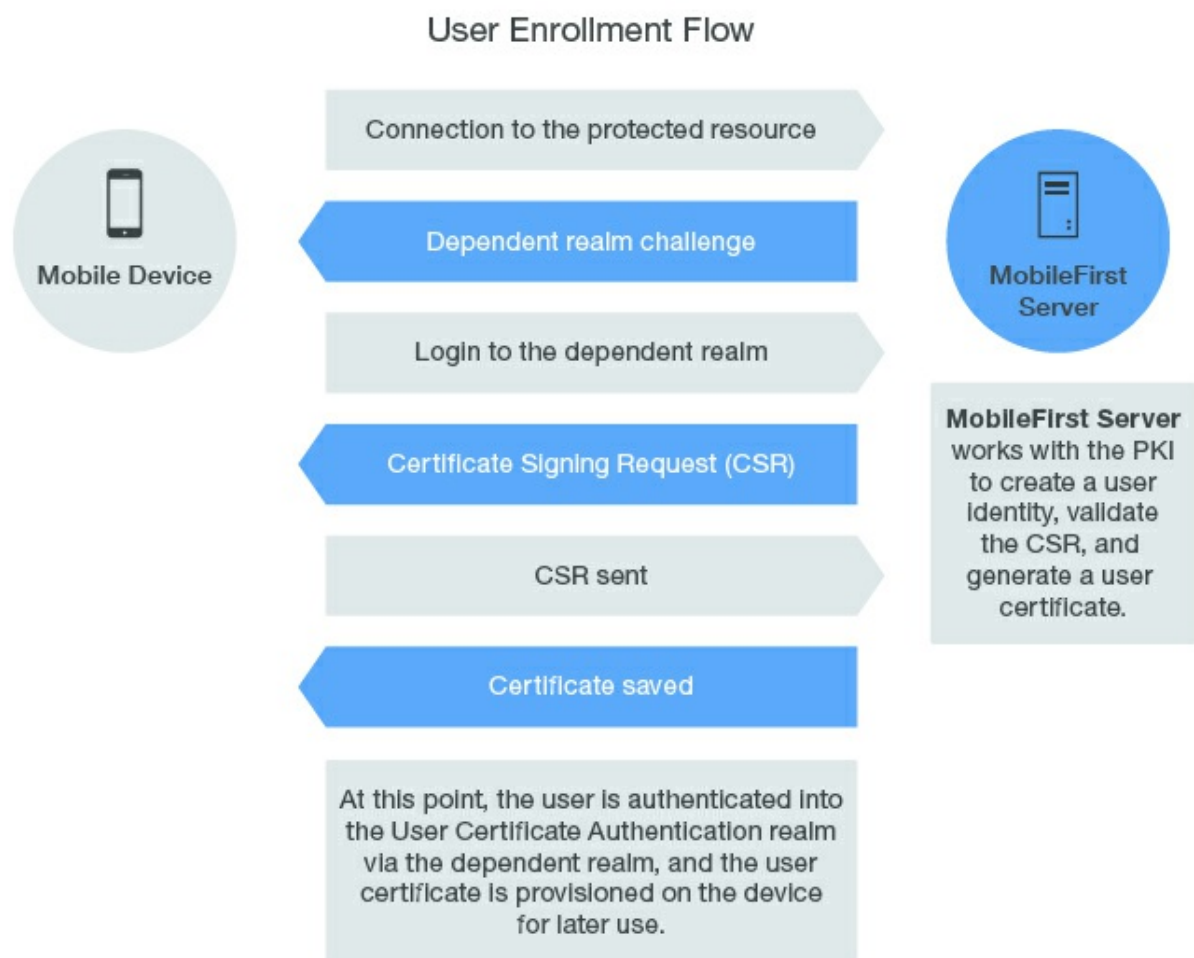 User Enrollment Flow
Connection to the protected resource
Mobile Device
Dependent realm challenge
MobileFirst
Server
Login to the dependent realm
Certificate Signing Request (CSR)
CSR sent
Certificate saved
MobileFirst Server
works with the PKI
to create a user
identity, validate
the CSR, and
generate a user
certificate.
At this point, the user is authenticated into
the User Certificate Authentication realm
via the dependent realm, and the user
certificate is provisioned on the device
for later use.